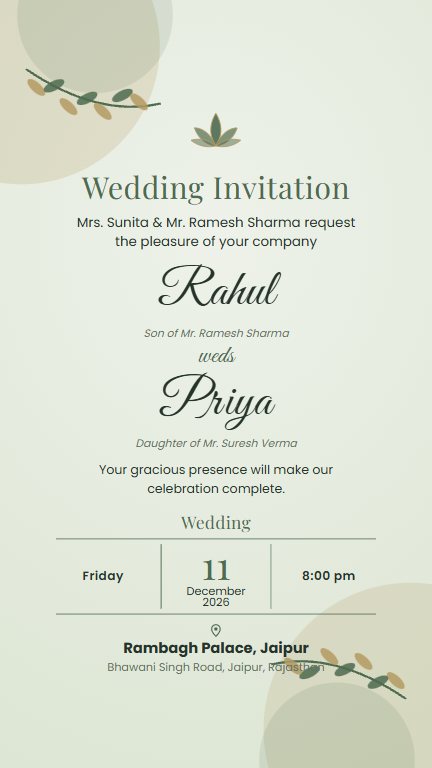 Wedding Invitation
Mrs. Sunita & Mr. Ramesh Sharma request
the pleasure of your company
Rahul
Son of Mr. Ramesh Sharma
weds
Priya
Daughter of Mr. Suresh Verma
Your gracious presence will make our
celebration complete.
Wedding
Friday
11
December
2026
8:00 pm
Rambagh Palace, Jaipur
Bhawani Singh Road, Jaipur, Rajasthan